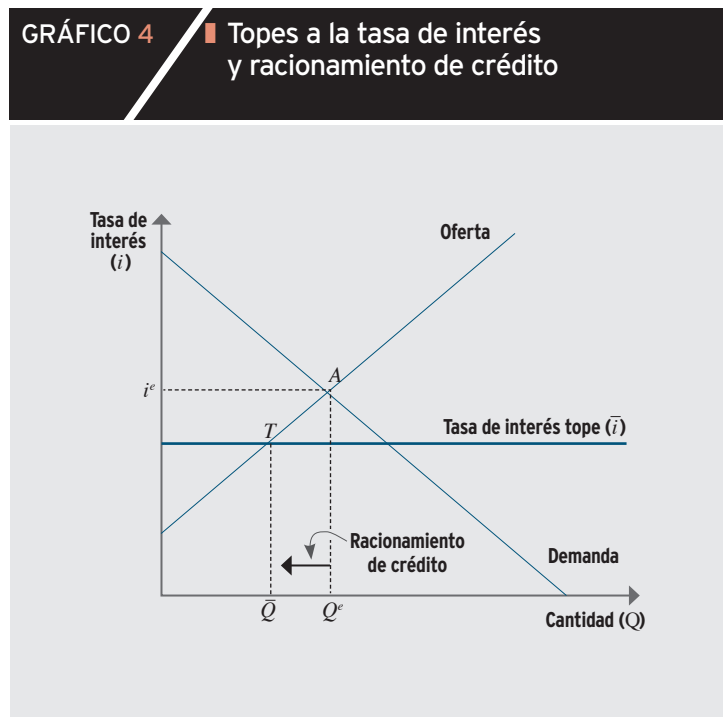 GRÁFICO 4
Topes a la tasa de interés
y racionamiento de crédito
Tasa de
interés
(i)
Oferta
A
iᵉ
Tasa de interés tope (i̅)
T
Racionamiento
de crédito
Demanda
Q̅
Qᵉ
Cantidad (Q)